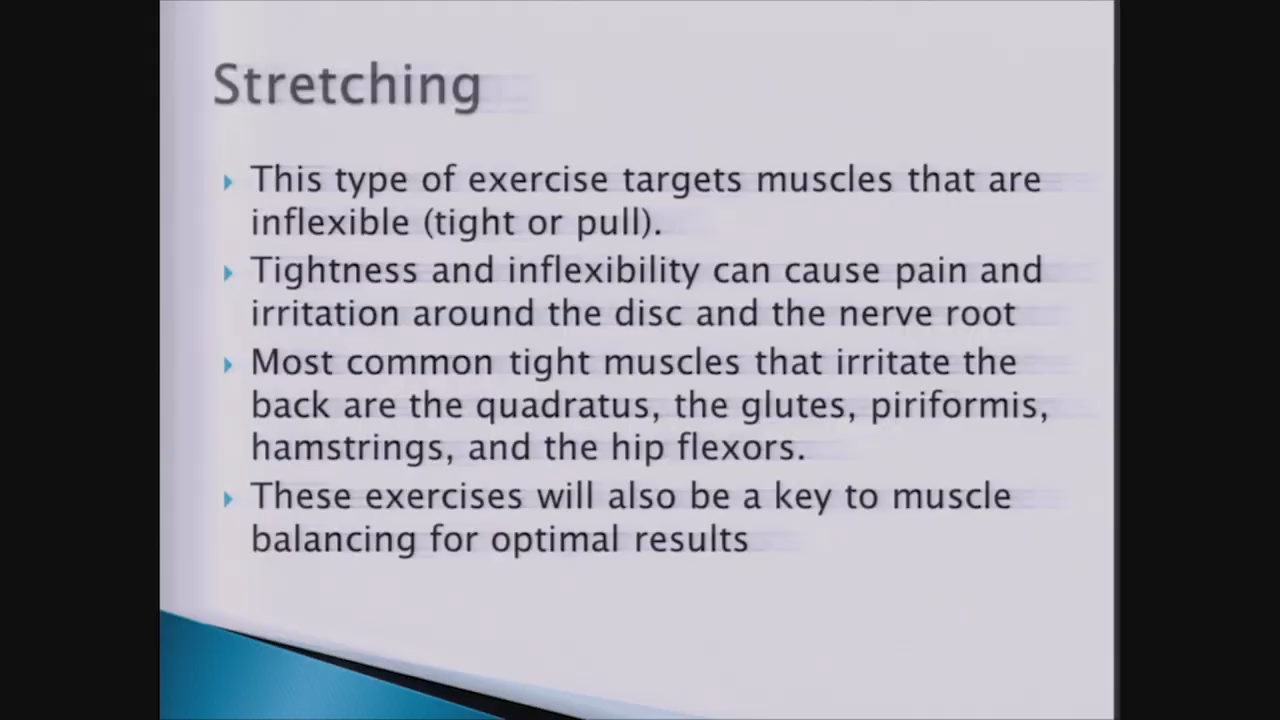 Stretching
This type of exercise targets muscles that are
inflexible (tight or pull).
Tightness and inflexibility can cause pain and
irritation around the disc and the nerve root
Most common tight muscles that irritate the
back are the quadratus, the glutes, piriformis,
hamstrings, and the hip flexors.
These exercises will also be a key to muscle
balancing for optimal results